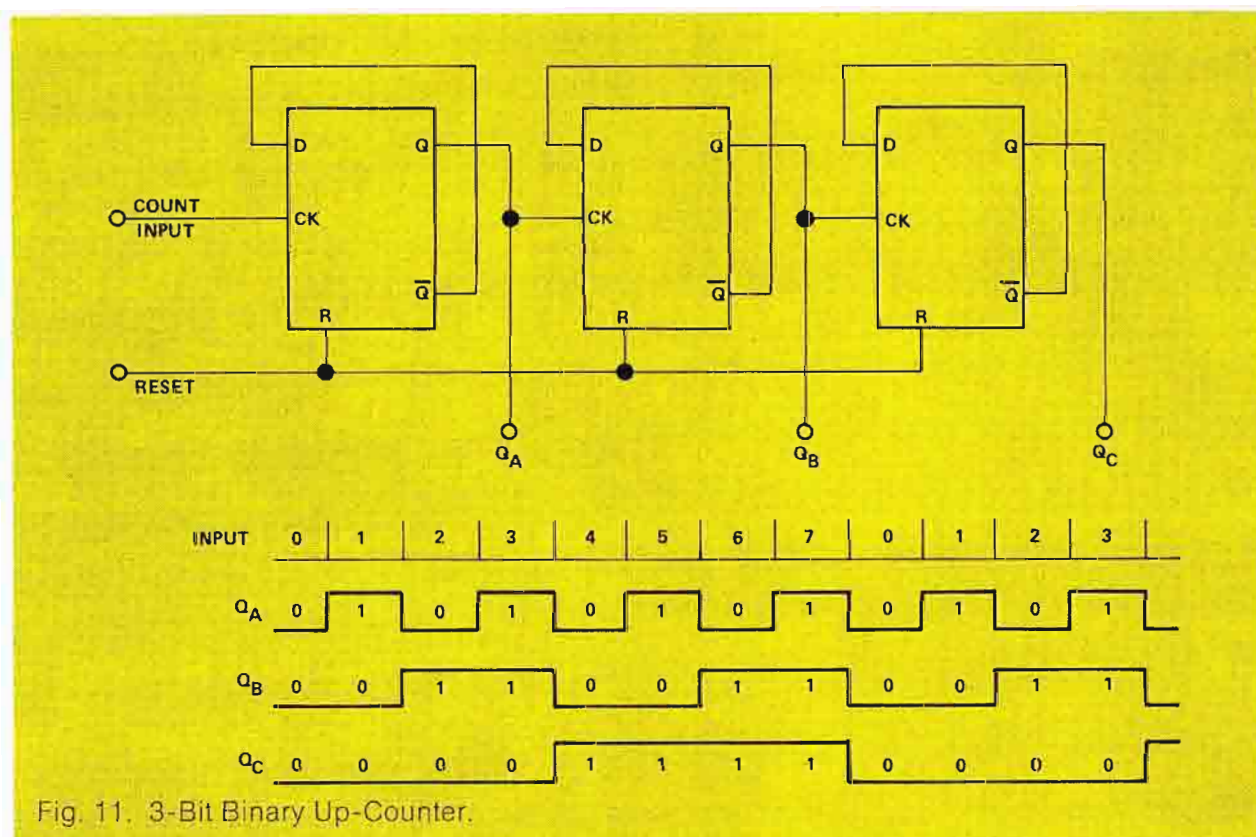 D Q D Q D Q
COUNT
INPUT
CK CK CK
Q̅ Q̅ Q̅
R R R
RESET
QA QB QC
INPUT 0 1 2 3 4 5 6 7 0 1 2 3
QA 0 1 0 1 0 1 0 1 0 1 0 1
QB 0 0 1 1 0 0 1 1 0 0 1 1
QC 0 0 0 0 1 1 1 1 0 0 0 0
Fig. 11. 3-Bit Binary Up-Counter.